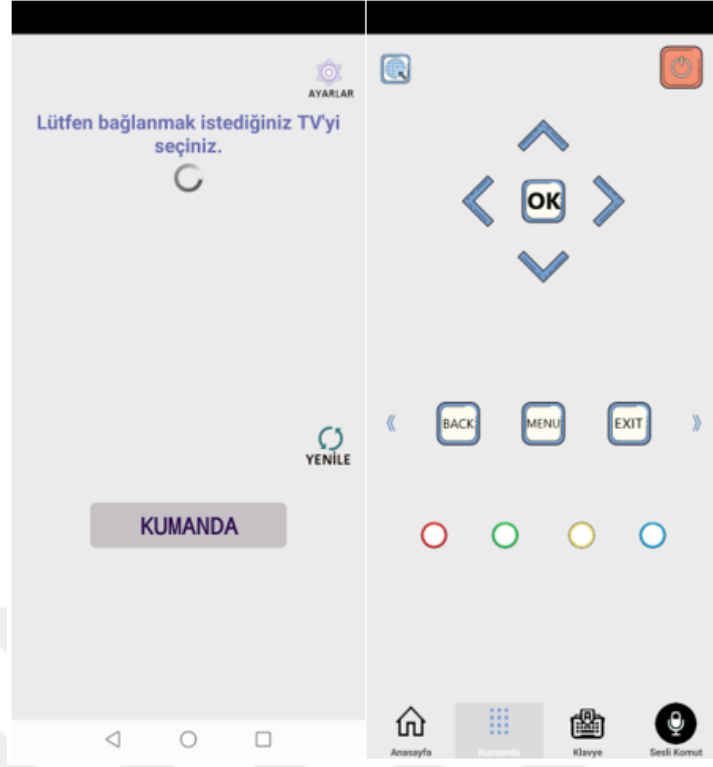 AYARLAR
Lütfen bağlanmak istediğiniz TV'yi
seçiniz.
YENİLE
KUMANDA
OK
BACK
MENU
EXIT
Anasayfa
Kumanda
Klavye
Sesli Komut